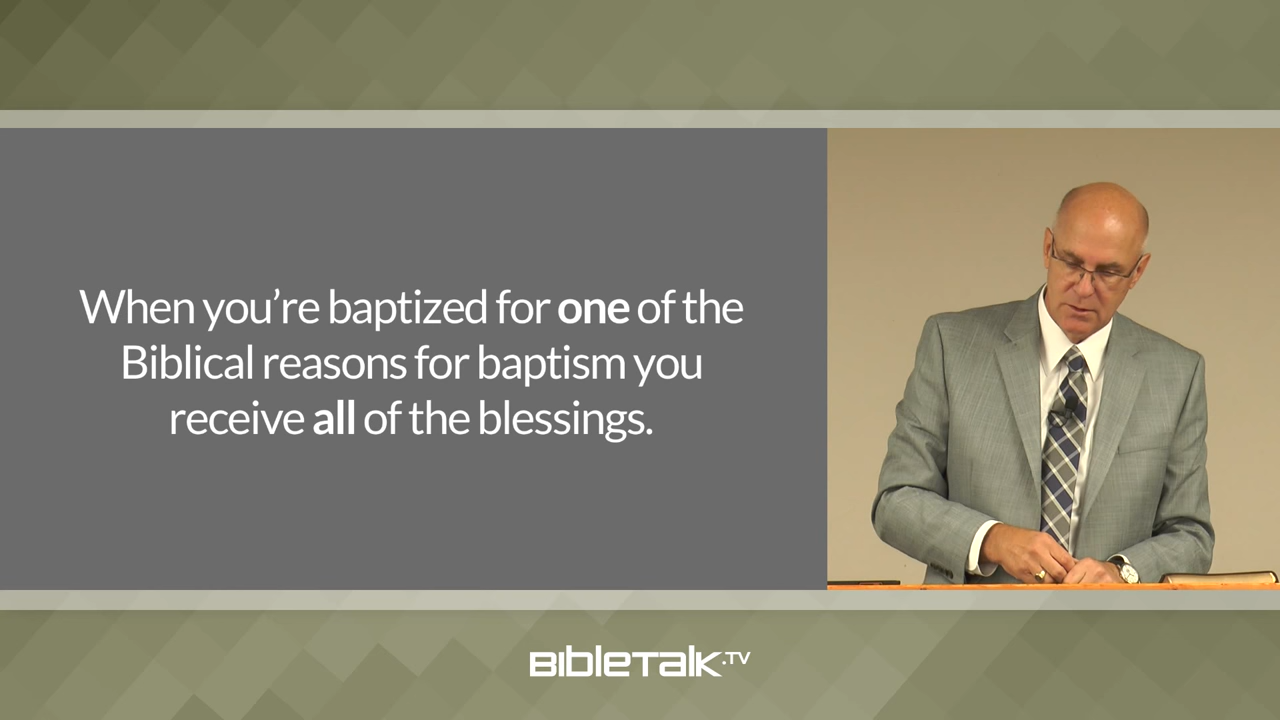 When you’re baptized for one of the
Biblical reasons for baptism you
receive all of the blessings.
BibleTalk.TV